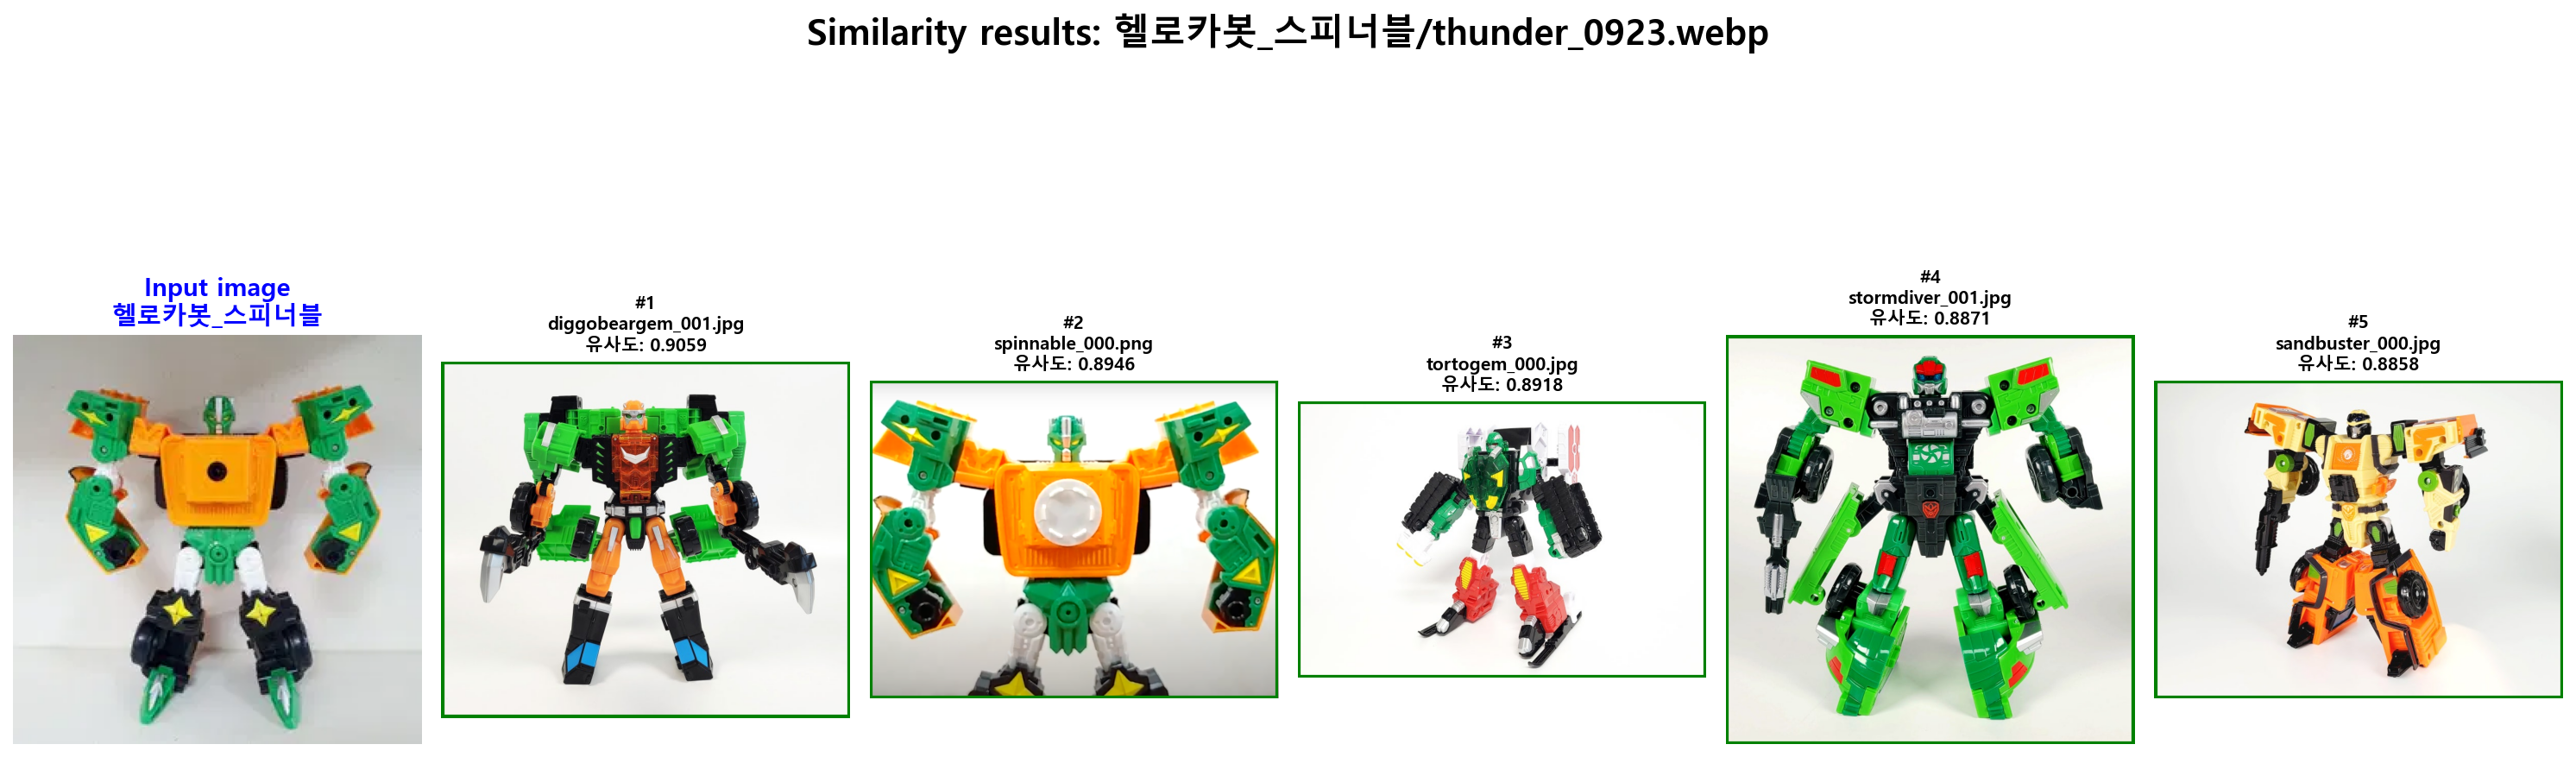 Similarity results: 헬로카봇_스피너블/thunder_0923.webp
Input image
헬로카봇_스피너블
#1
diggobeargem_001.jpg
유사도: 0.9059
#2
spinnable_000.png
유사도: 0.8946
#3
tortogem_000.jpg
유사도: 0.8918
#4
stormdiver_001.jpg
유사도: 0.8871
#5
sandbuster_000.jpg
유사도: 0.8858